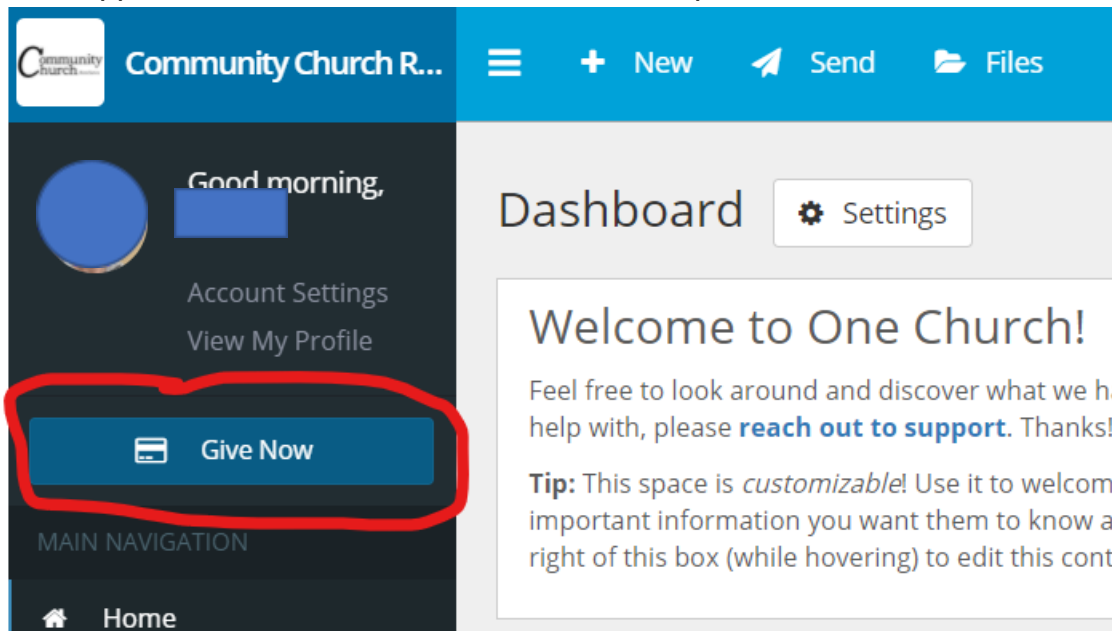 Community
Church
Community Church R...
New
Send
Files
Good morning,
Account Settings
View My Profile
Give Now
MAIN NAVIGATION
Home
Dashboard
Settings
Welcome to One Church!
Feel free to look around and discover what we
help with, please reach out to support. Thanks!
Tip: This space is customizable! Use it to
important information you want them to know
right of this box (while hovering) to edit this